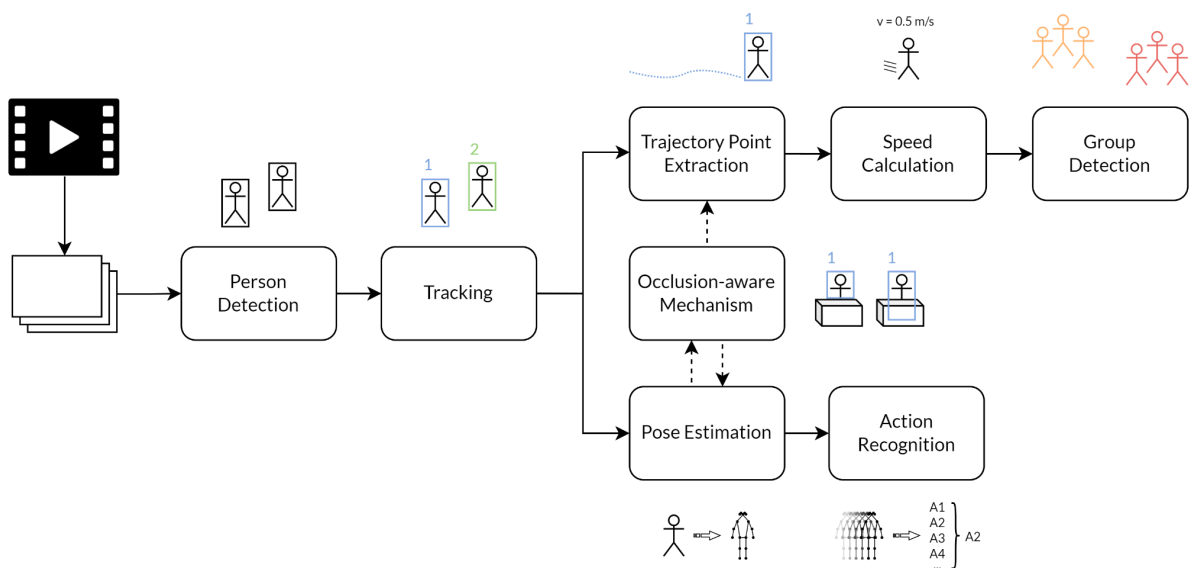 1
v = 0.5 m/s
Trajectory Point
Extraction
Speed
Calculation
Group
Detection
1
2
Person
Detection
Tracking
Occlusion-aware
Mechanism
1
1
Pose Estimation
Action
Recognition
A1
A2
A3
A4
...
A2